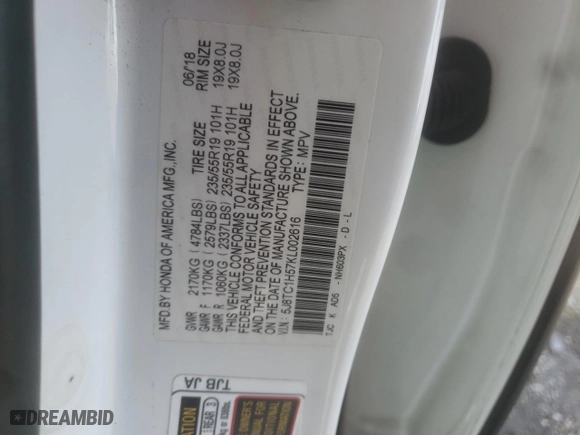 MFD.BY HONDA OF AMERICA MFG.,INC.
06/18
TIRE SIZE
RIM SIZE
GVWR 2170KG ( 4784LBS)
GAWR F 1170KG ( 2579LBS) 235/55R19 101H 19X8.0J
GAWR R 1060KG ( 2337LBS) 235/55R19 101H 19X8.0J
THIS VEHICLE CONFORMS TO ALL APPLICABLE
FEDERAL MOTOR VEHICLE SAFETY
AND THEFT PREVENTION STANDARDS IN EFFECT
ON THE DATE OF MANUFACTURE SHOWN ABOVE.
V.I.N.: 5J8TC1H57KL002616 TYPE: MPV
TJC K AD5 - NH603PX - D - L
TJB JA
REAR 3
DREAMBID